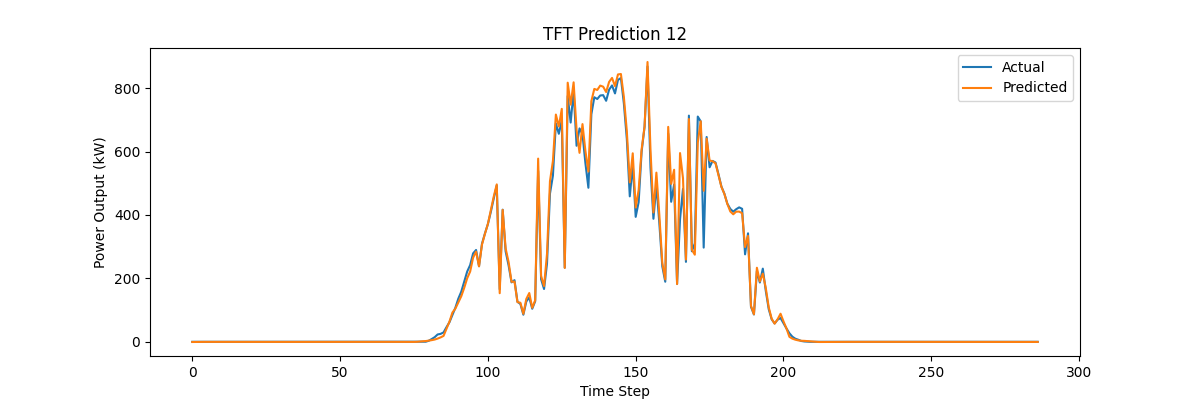 TFT Prediction 12
Actual
Predicted
Power Output (kW)
800
600
400
200
0
0 50 100 150 200 250 300
Time Step